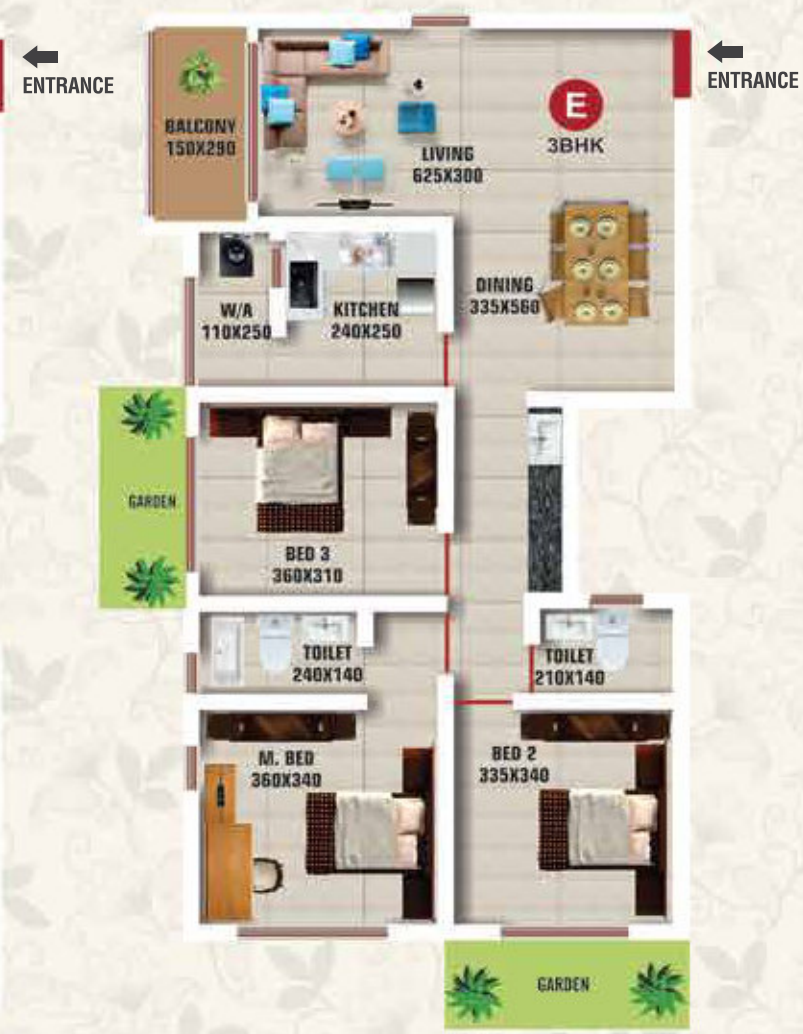 ENTRANCE
ENTRANCE
BALCONY
150X290
E
3BHK
LIVING
625X300
DINING
335X560
W/A
110X250
KITCHEN
240X250
GARDEN
BED 3
360X310
TOILET
240X140
TOILET
210X140
M. BED
360X340
BED 2
335X340
GARDEN